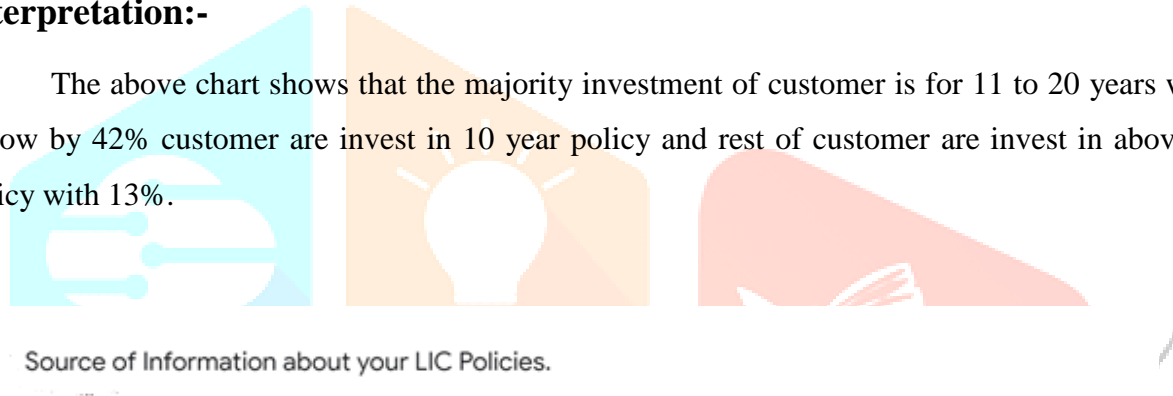 terpretation:-
The above chart shows that the majority investment of customer is for 11 to 20 years
ow by 42% customer are invest in 10 year policy and rest of customer are invest in abov
icy with 13%.
Source of Information about your LIC Policies.